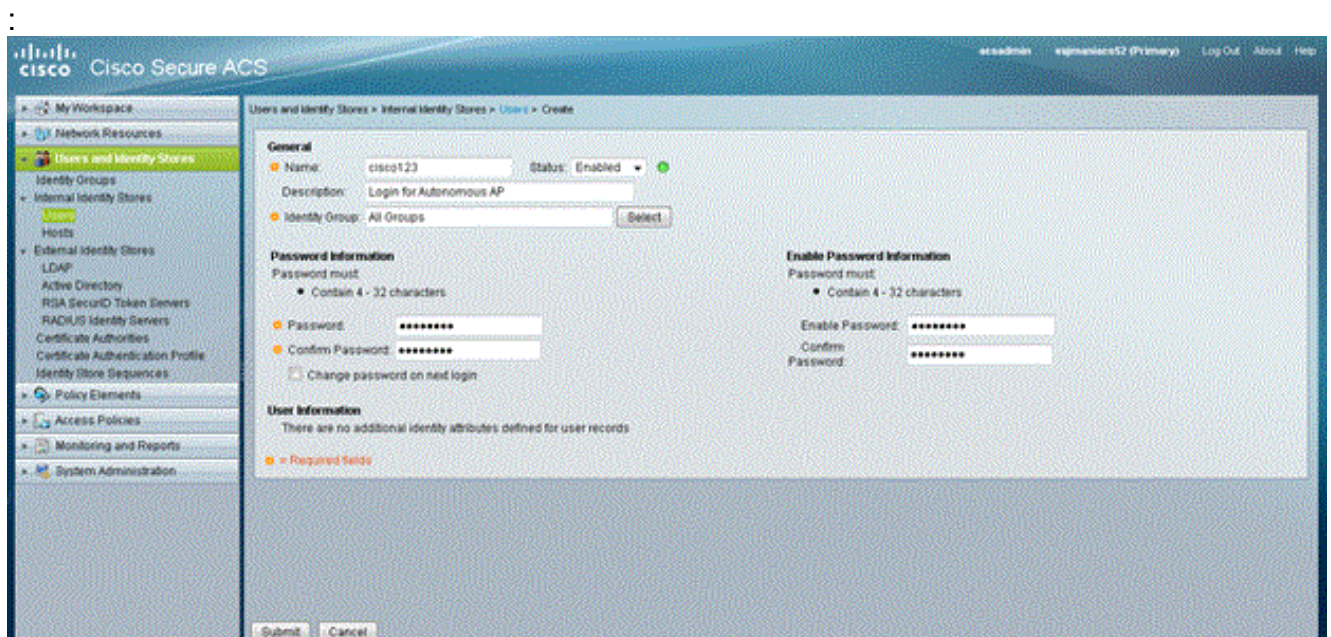 :
cisco Cisco Secure ACS
acsadmin (Primary) Log Out About Help
My Workspace
Network Resources
Users and Identity Stores
Identity Groups
Internal Identity Stores
Users
Hosts
External Identity Stores
LDAP
Active Directory
RSA SecurID Token Servers
RADIUS Identity Servers
Certificate Authorities
Certificate Authentication Profile
Identity Store Sequences
Policy Elements
Access Policies
Monitoring and Reports
System Administration
Users and Identity Stores > Internal Identity Stores > Users > Create
General
Name: cisco123 Status: Enabled
Description: Login for Autonomous AP
Identity Group: All Groups Select
Password Information
Password must:
• Contain 4 - 32 characters
Password: ••••••••
Confirm Password: ••••••••
Change password on next login
Enable Password Information
Password must:
• Contain 4 - 32 characters
Enable Password: ••••••••
Confirm
Password: ••••••••
User Information
There are no additional identity attributes defined for user records
= Required fields
Submit Cancel